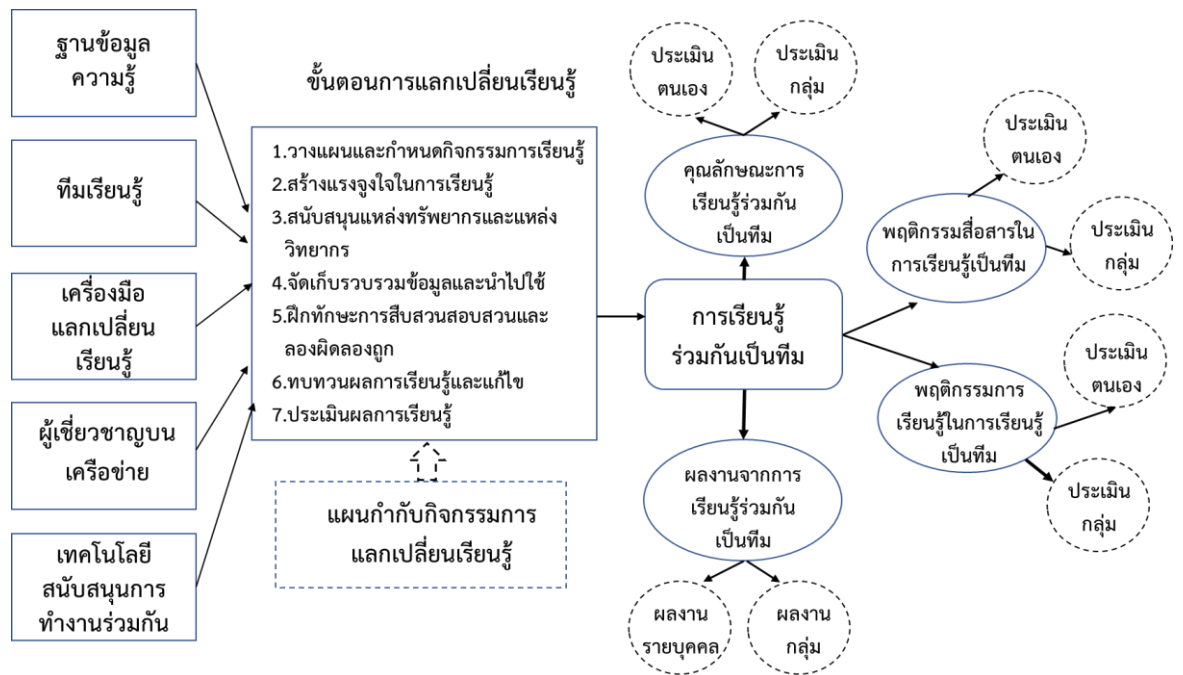 ฐานข้อมูล
ความรู้
ทีมเรียนรู้
เครื่องมือ
แลกเปลี่ยน
เรียนรู้
ผู้เชี่ยวชาญบน
เครือข่าย
เทคโนโลยี
สนับสนุนการ
ทำงานร่วมกัน
ขั้นตอนการแลกเปลี่ยนเรียนรู้
1.วางแผนและกำหนดกิจกรรมการเรียนรู้
2.สร้างแรงจูงใจในการเรียนรู้
3.สนับสนุนแหล่งทรัพยากรและแหล่ง
วิทยากร
4.จัดเก็บรวบรวมข้อมูลและนำไปใช้
5.ฝึกทักษะการสืบสวนสอบสวนและ
ลองผิดลองถูก
6.ทบทวนผลการเรียนรู้และแก้ไข
7.ประเมินผลการเรียนรู้
แผนกำกับกิจกรรมการ
แลกเปลี่ยนเรียนรู้
การเรียนรู้
ร่วมกันเป็นทีม
ประเมิน
ตนเอง
ประเมิน
กลุ่ม
คุณลักษณะการ
เรียนรู้ร่วมกัน
เป็นทีม
ประเมิน
ตนเอง
พฤติกรรมสื่อสารใน
การเรียนรู้เป็นทีม
ประเมิน
กลุ่ม
ประเมิน
ตนเอง
พฤติกรรมการ
เรียนรู้ในการเรียนรู้
เป็นทีม
ประเมิน
กลุ่ม
ผลงานจากการ
เรียนรู้ร่วมกัน
เป็นทีม
ผลงาน
รายบุคคล
ผลงาน
กลุ่ม